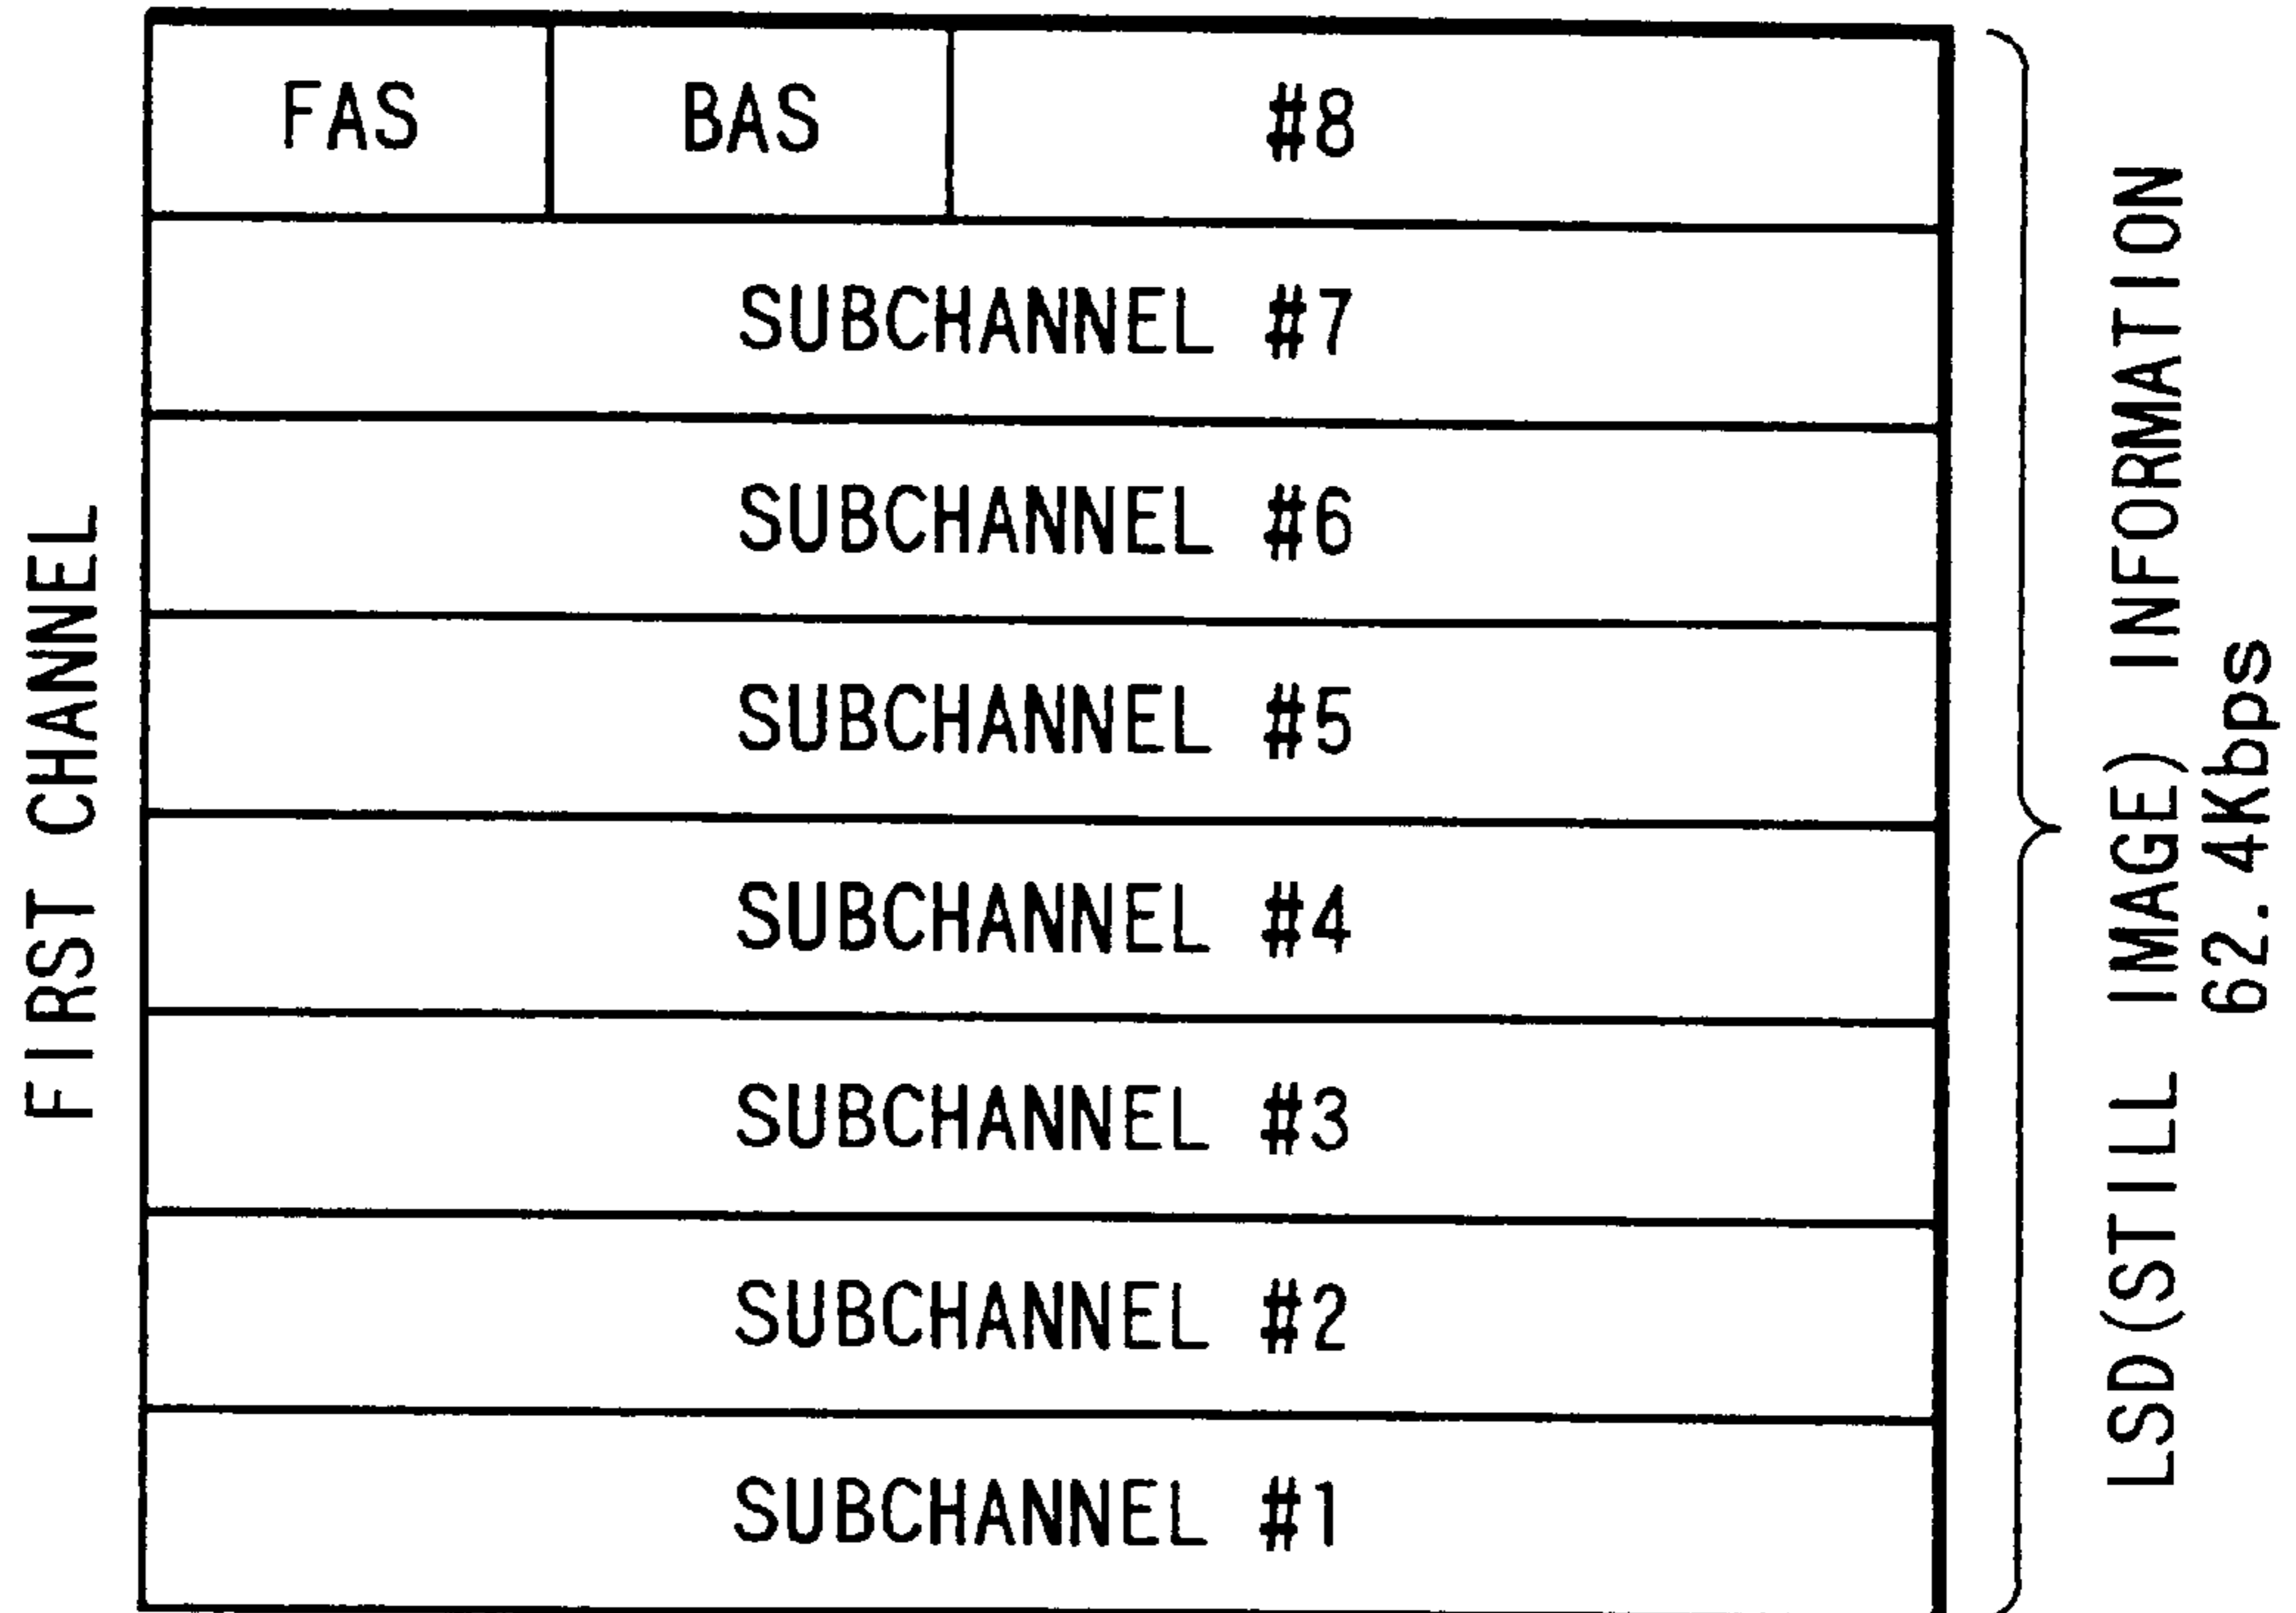 FIRST CHANNEL
FAS BAS #8
SUBCHANNEL #7
SUBCHANNEL #6
SUBCHANNEL #5
SUBCHANNEL #4
SUBCHANNEL #3
SUBCHANNEL #2
SUBCHANNEL #1
LSD(STILL IMAGE) INFORMATION
62.4Kbps